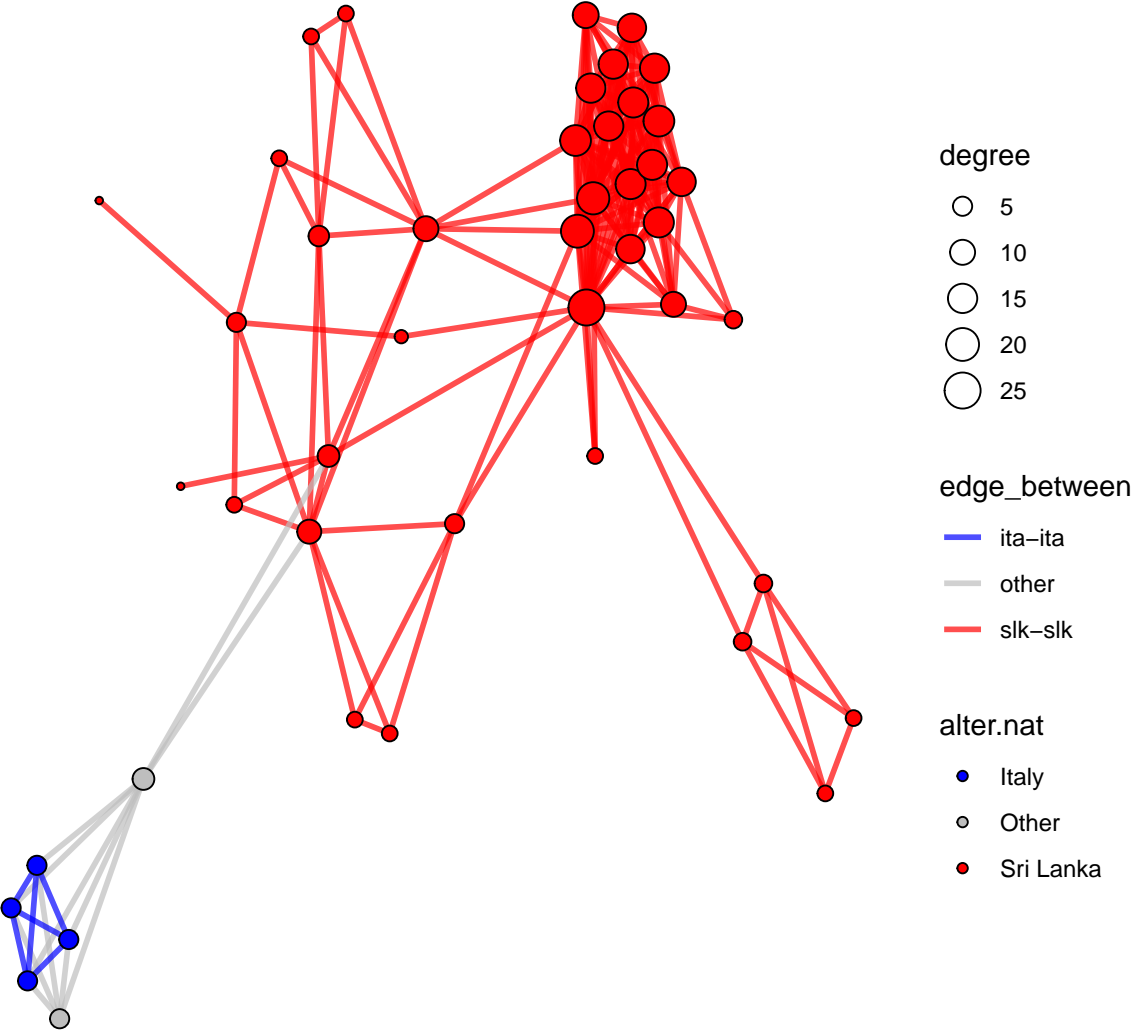 degree
5
10
15
20
25
edge_between
ita−ita
other
slk−slk
alter.nat
Italy
Other
Sri Lanka